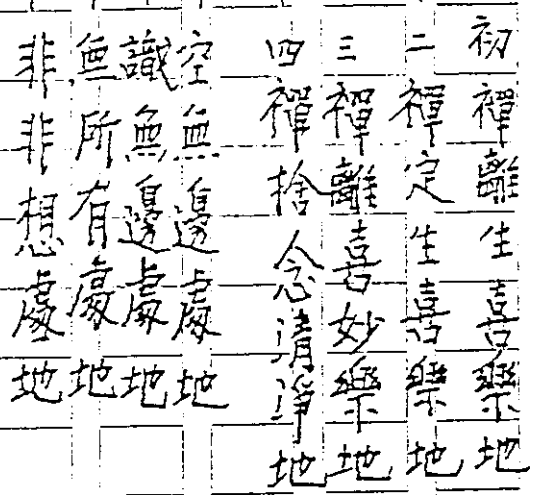 初禪離生喜樂地
二禪定生喜樂地
三禪離喜妙樂地
四禪捨念清淨地
空無邊處地
識無邊處地
無所有處地
非非想處地